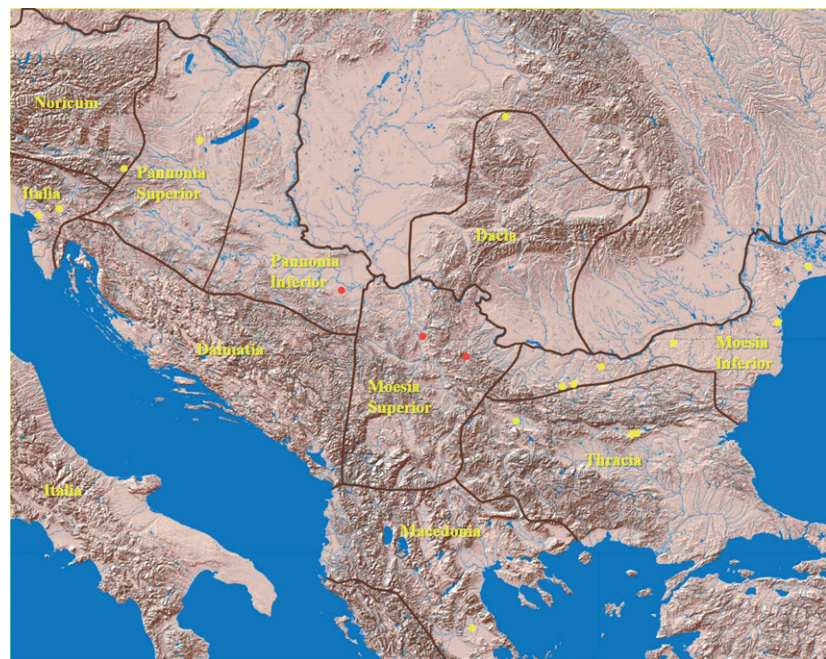 Noricum
Pannonia
Superior
Italia
Dacia
Pannonia
Inferior
Moesia
Inferior
Dalmatia
Moesia
Superior
Thracia
Italia
Macedonia